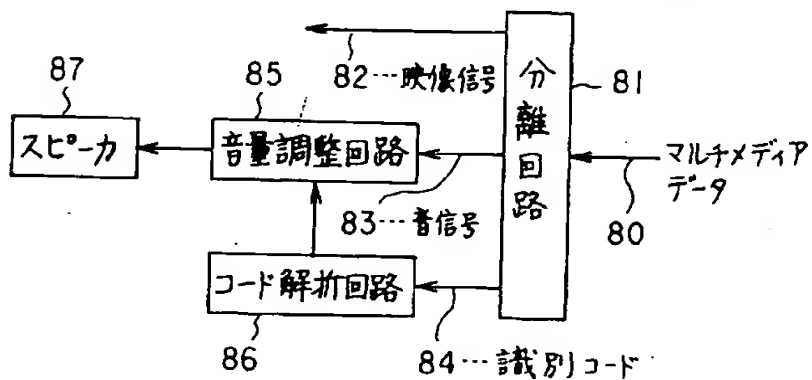 82…映像信号
分離回路
81
87
85
スピーカ
音量調整回路
マルチメディア
データ
83…音信号
80
コード解析回路
86
84…識別コード